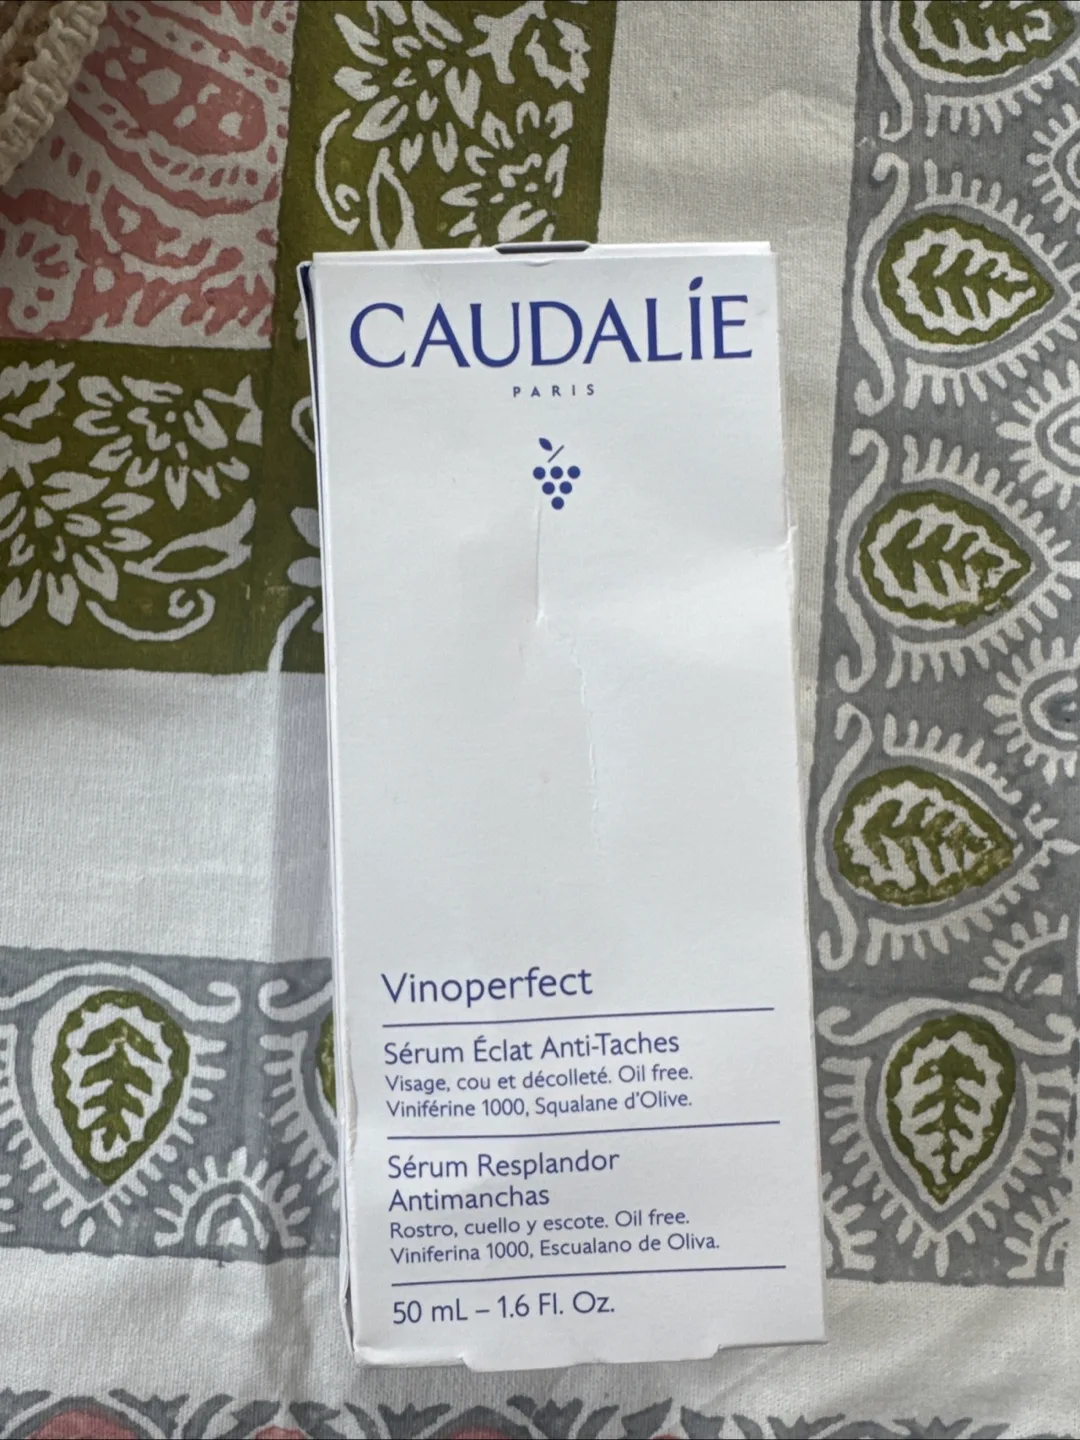 CAUDALÍE
PARIS
Vinoperfect
Sérum Éclat Anti-Taches
Visage, cou et décolleté. Oil free.
Viniférine 1000, Squalane d'Olive.
Sérum Resplandor
Antimanchas
Rostro, cuello y escote. Oil free.
Viniferina 1000, Escualano de Oliva.
50 mL – 1.6 Fl. Oz.